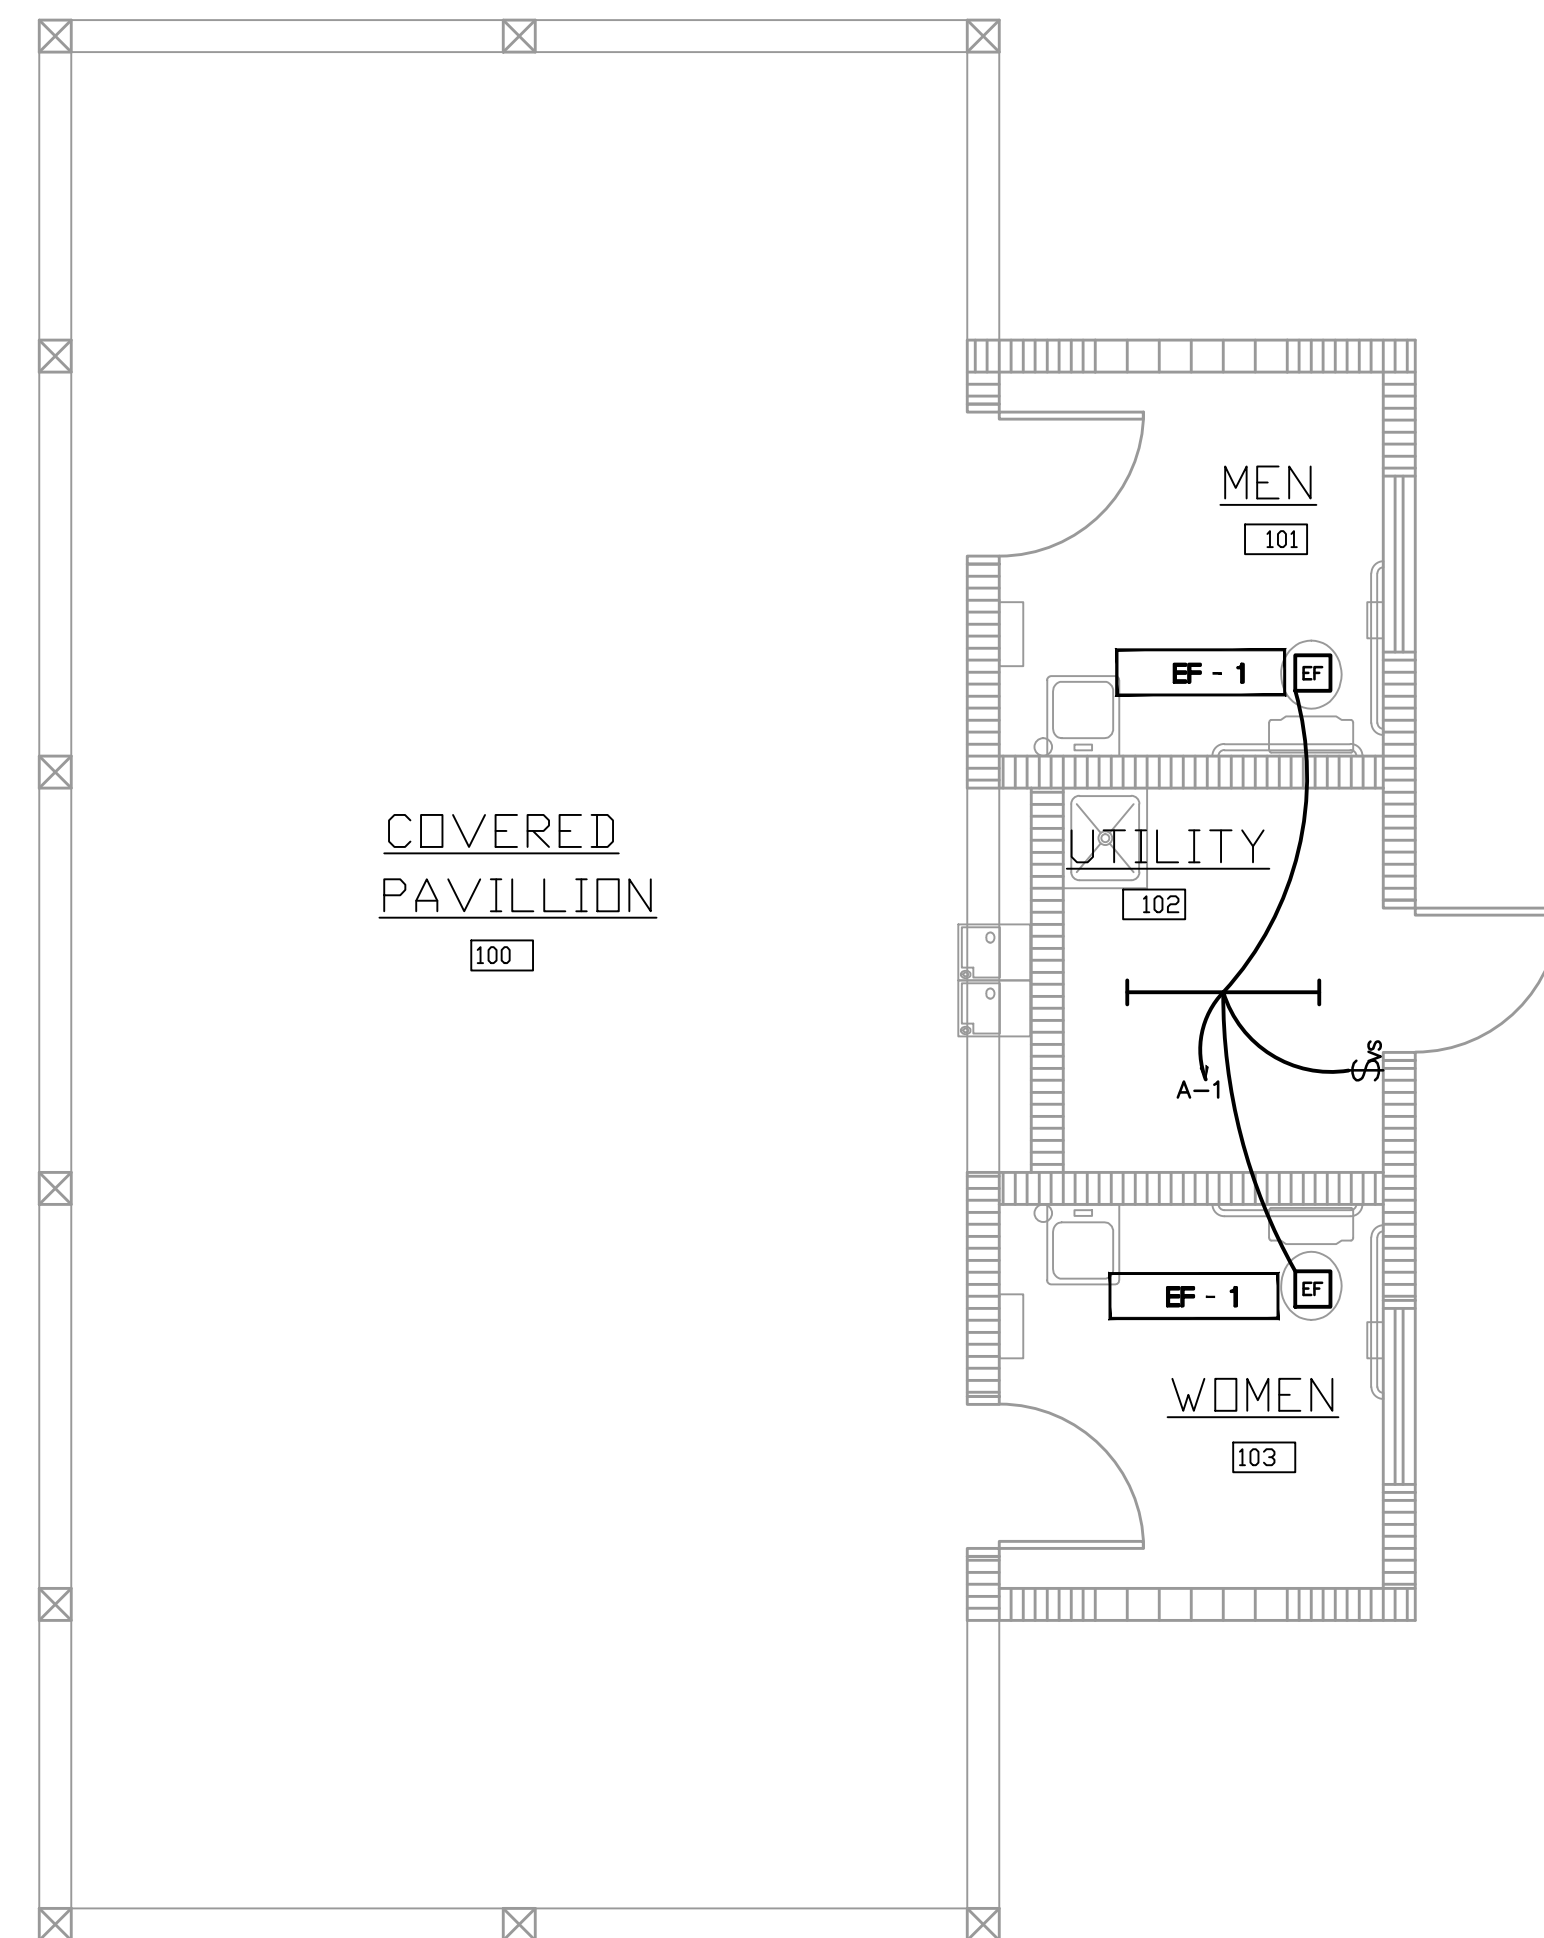 MEN
101
EF - 1
EF
COVERED
PAVILLION
100
UTILITY
102
$vs
A-1
EF - 1
EF
WOMEN
103